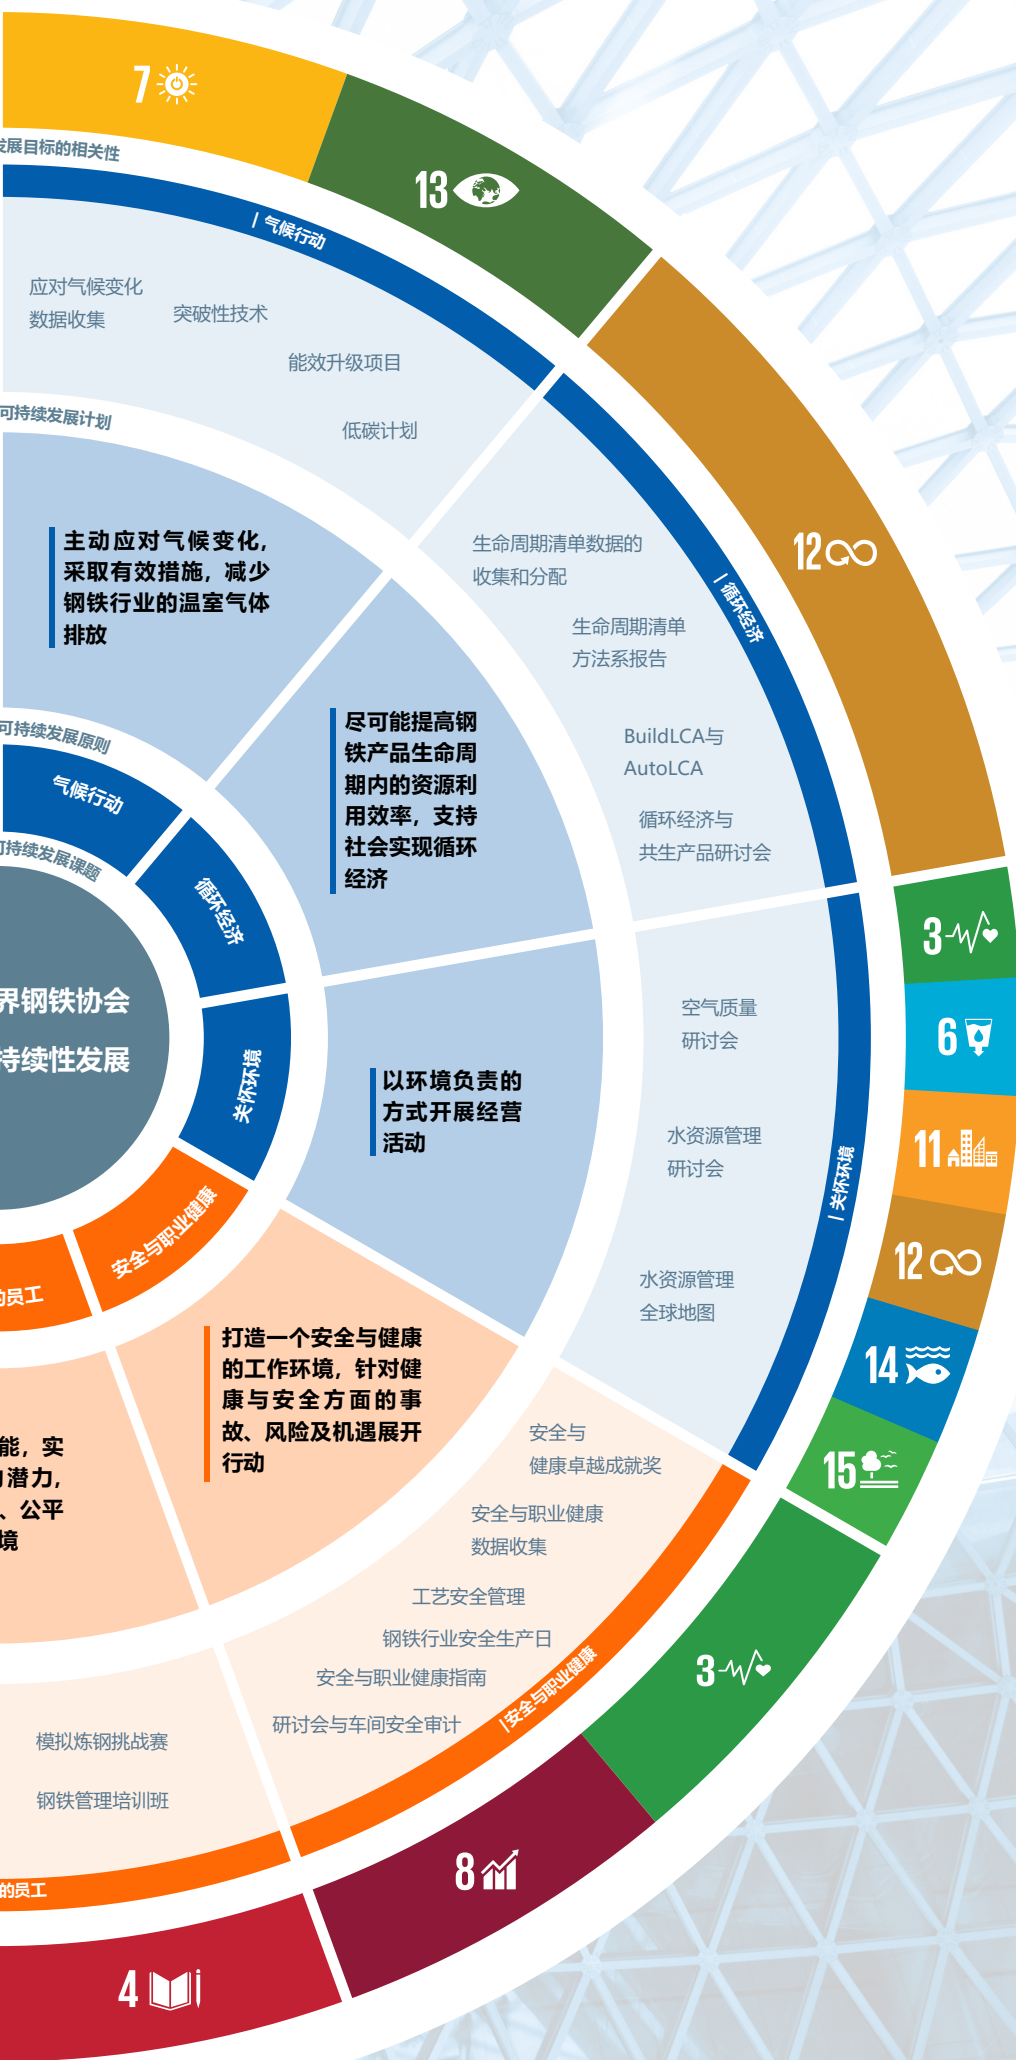 7
13
发展目标的相关性
| 气候行动
应对气候变化
数据收集
突破性技术
能效升级项目
低碳计划
12
可持续发展计划
主动应对气候变化，
采取有效措施，减少
钢铁行业的温室气体
排放
生命周期清单数据的
收集和分配
| 循环经济
生命周期清单
方法系报告
BuildLCA与
AutoLCA
循环经济与
共生产品研讨会
尽可能提高钢
铁产品生命周
期内的资源利
用效率，支持
社会实现循环
经济
可持续发展原则
气候行动
可持续发展课题
循环经济
界钢铁协会
持续性发展
关怀环境
以环境负责的
方式开展经营
活动
空气质量
研讨会
水资源管理
研讨会
| 关怀环境
水资源管理
全球地图
3
6
11
12
14
15
安全与职业健康
的员工
打造一个安全与健康
的工作环境，针对健
康与安全方面的事
故、风险及机遇展开
行动
安全与
健康卓越成就奖
安全与职业健康
数据收集
工艺安全管理
钢铁行业安全生产日
安全与职业健康指南
研讨会与车间安全审计
|安全与职业健康
3
能，实
潜力，
、公平
境
模拟炼钢挑战赛
钢铁管理培训班
的员工
8
4